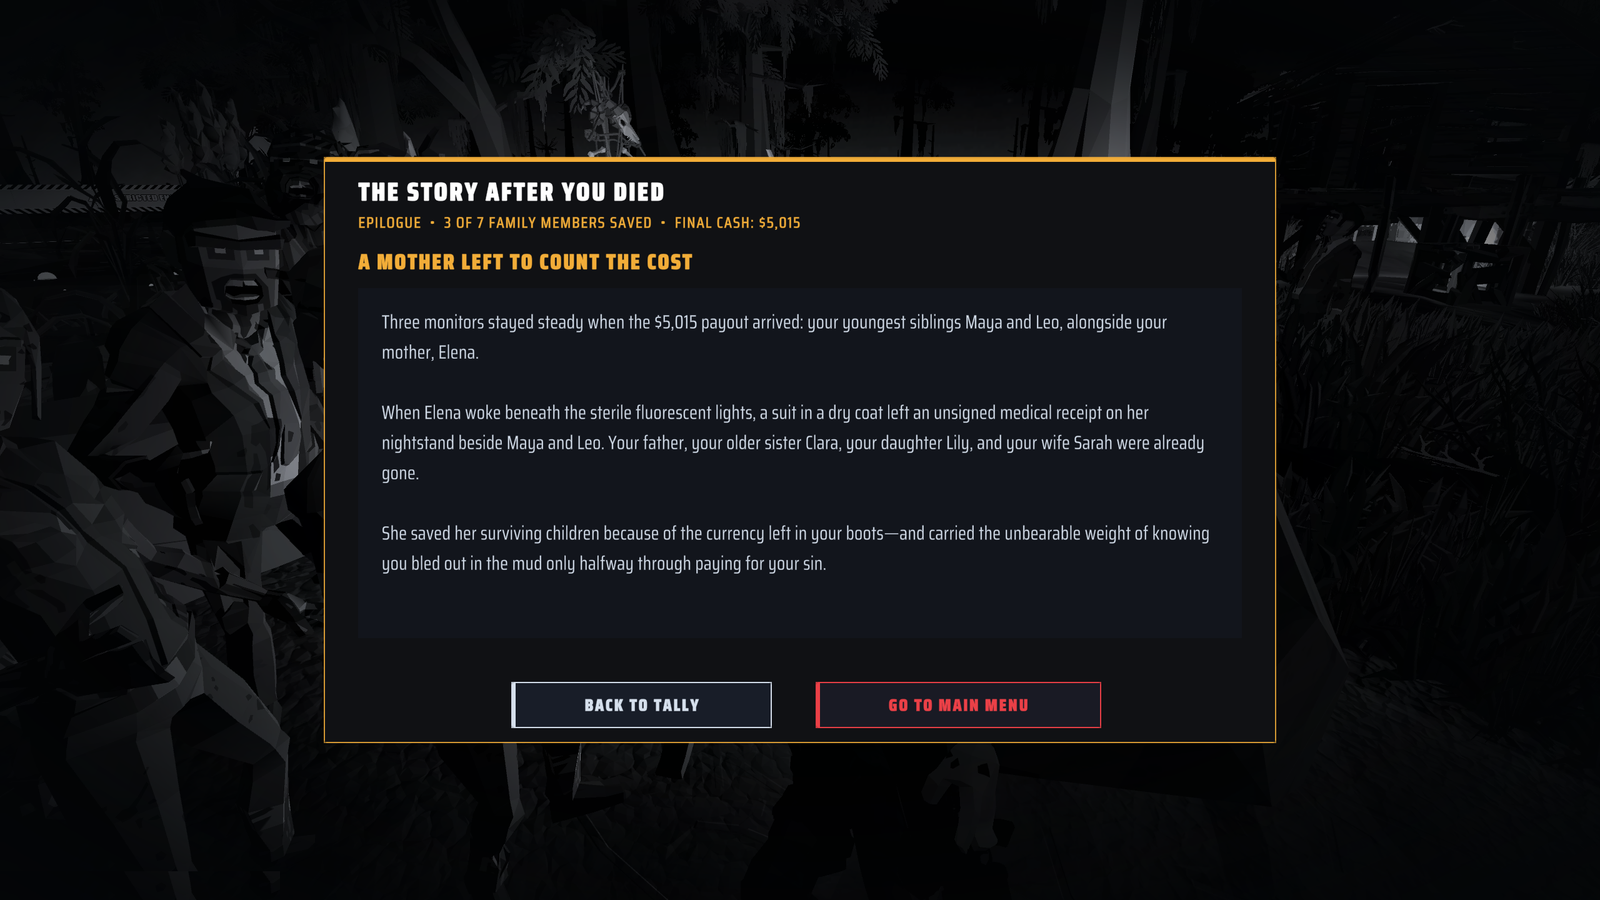 THE STORY AFTER YOU DIED
EPILOGUE • 3 OF 7 FAMILY MEMBERS SAVED • FINAL CASH: $5,015
A MOTHER LEFT TO COUNT THE COST
Three monitors stayed steady when the $5,015 payout arrived: your youngest siblings Maya and Leo, alongside your
mother, Elena.
When Elena woke beneath the sterile fluorescent lights, a suit in a dry coat left an unsigned medical receipt on her
nightstand beside Maya and Leo. Your father, your older sister Clara, your daughter Lily, and your wife Sarah were already
gone.
She saved her surviving children because of the currency left in your boots—and carried the unbearable weight of knowing
you bled out in the mud only halfway through paying for your sin.
BACK TO TALLY
GO TO MAIN MENU